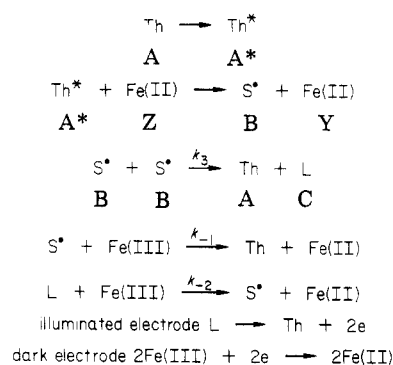 Th → Th*
A A*
Th* + Fe(II) → S• + Fe(II)
A* Z B Y
S• + S• k₃→ Th + L
B B A C
S• + Fe(III) k₋₁→ Th + Fe(II)
L + Fe(III) k₋₂→ S• + Fe(II)
illuminated electrode L → Th + 2e
dark electrode 2Fe(III) + 2e → 2Fe(II)